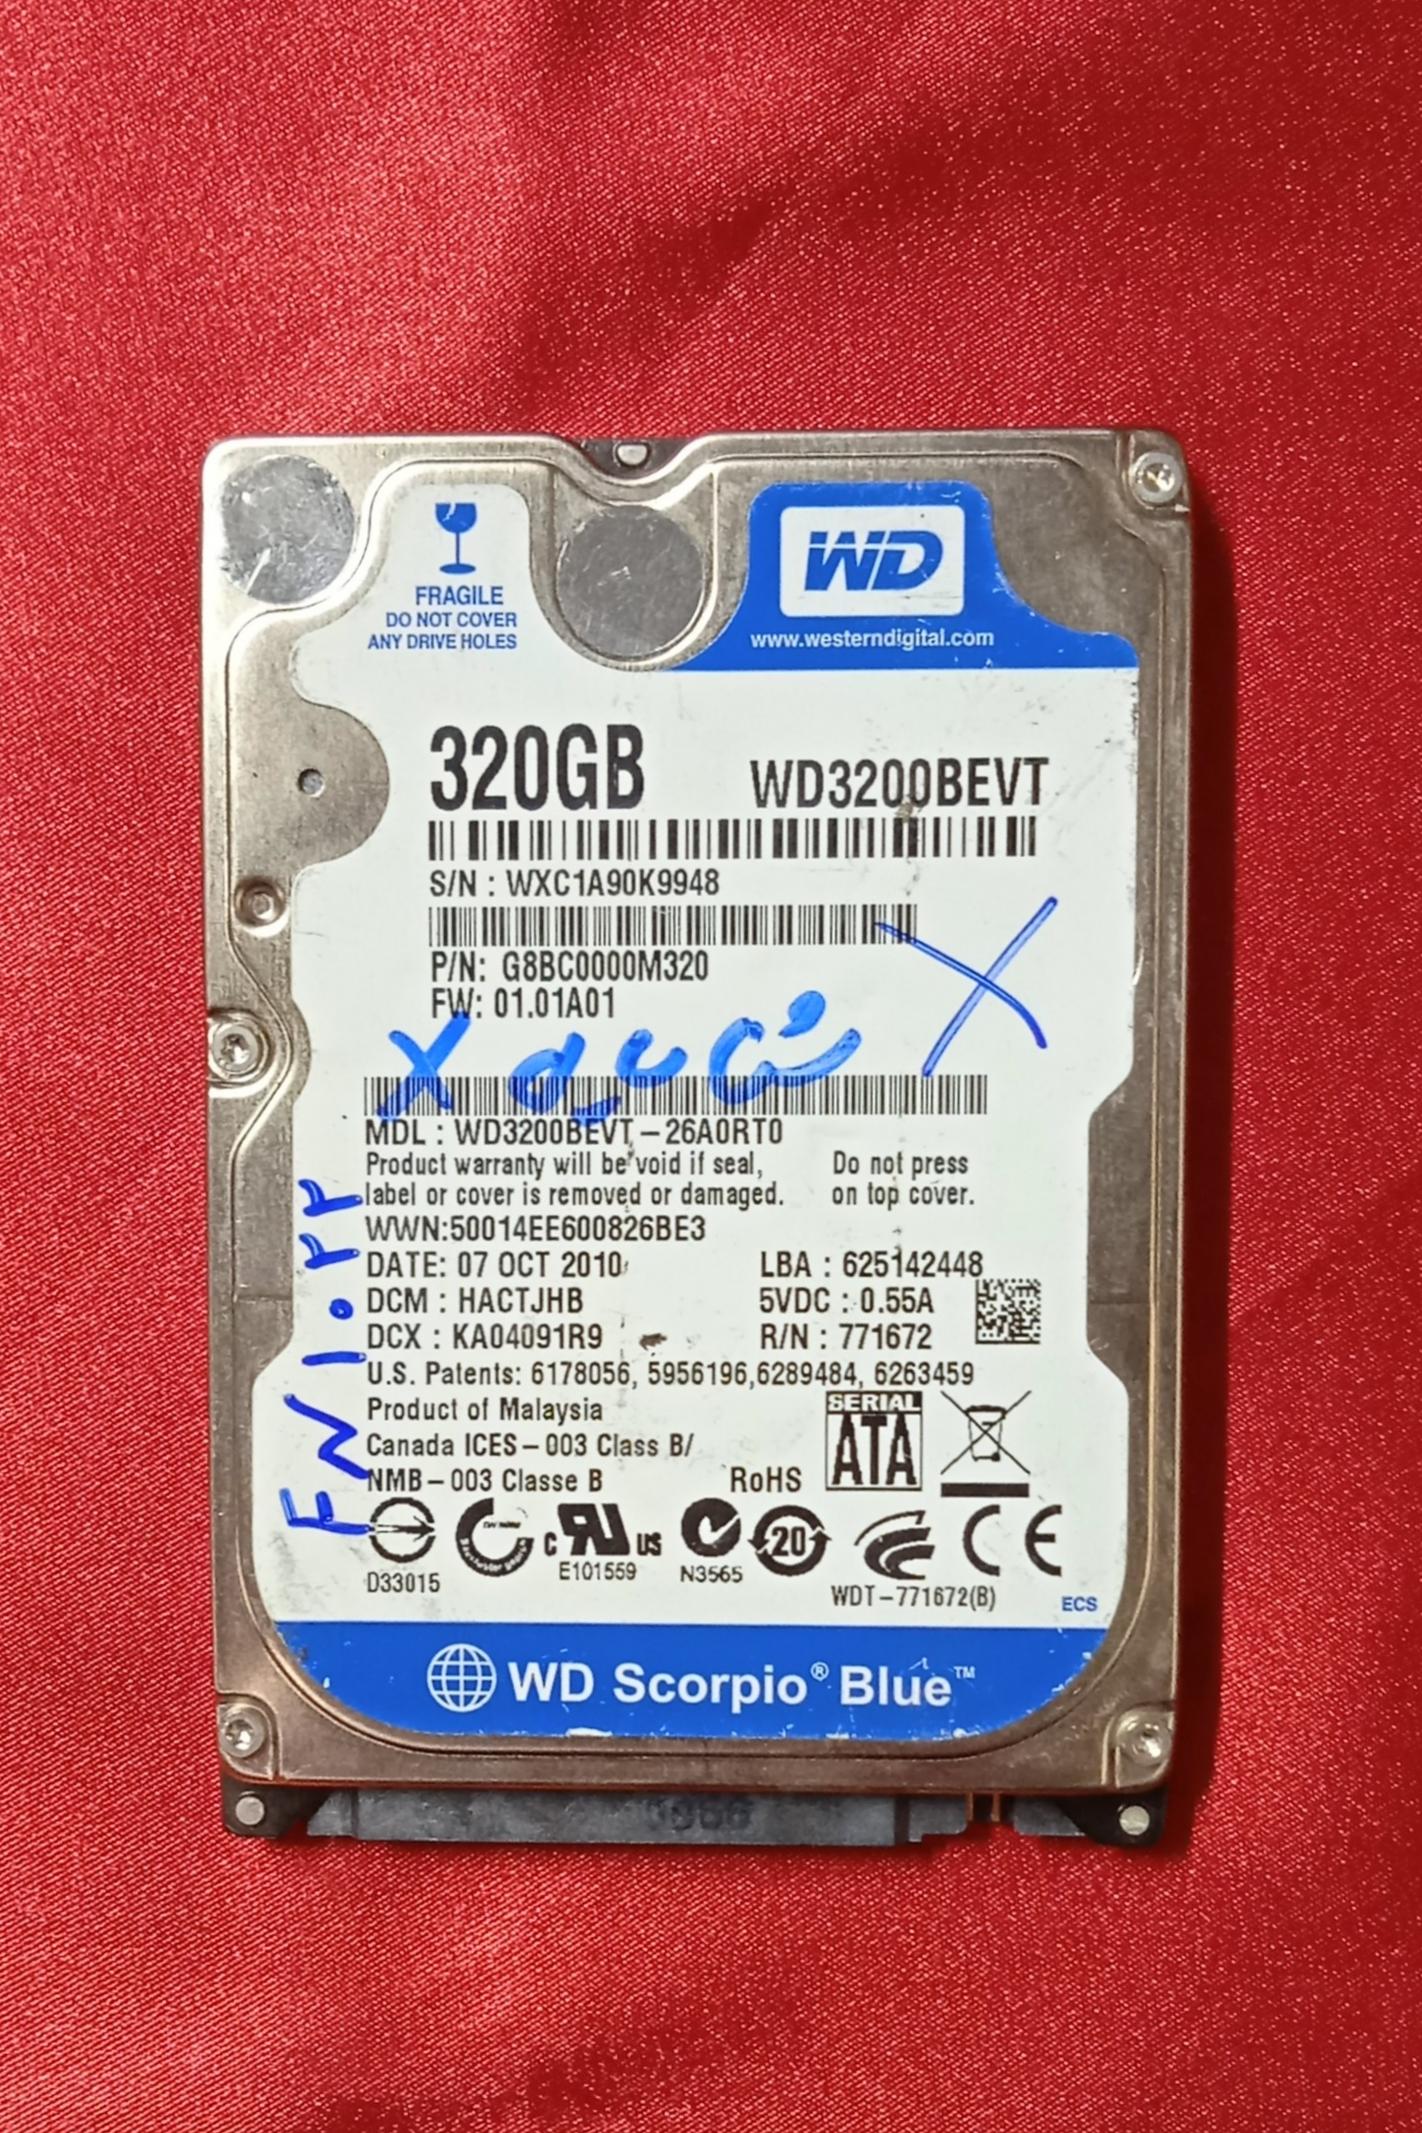 FRAGILE
DO NOT COVER
ANY DRIVE HOLES
WD
www.westerndigital.com
320GB WD3200BEVT
S/N : WXC1A90K9948
P/N: G8BC0000M320
FW: 01.01A01
X
X
MDL : WD3200BEVT-26A0RT0
Product warranty will be void if seal,
label or cover is removed or damaged.
Do not press
on top cover.
WWN:50014EE600826BE3
DATE: 07 OCT 2010 LBA : 625142448
DCM : HACTJHB 5VDC : 0.55A
DCX : KA04091R9 R/N : 771672
U.S. Patents: 6178056, 5956196,6289484, 6263459
Product of Malaysia
Canada ICES-003 Class B/
NMB-003 Classe B
RoHS
SERIAL
ATA
D33015
C US
E101559
N3565
20
CE
WDT-771672(B)
ECS
WD Scorpio® Blue™